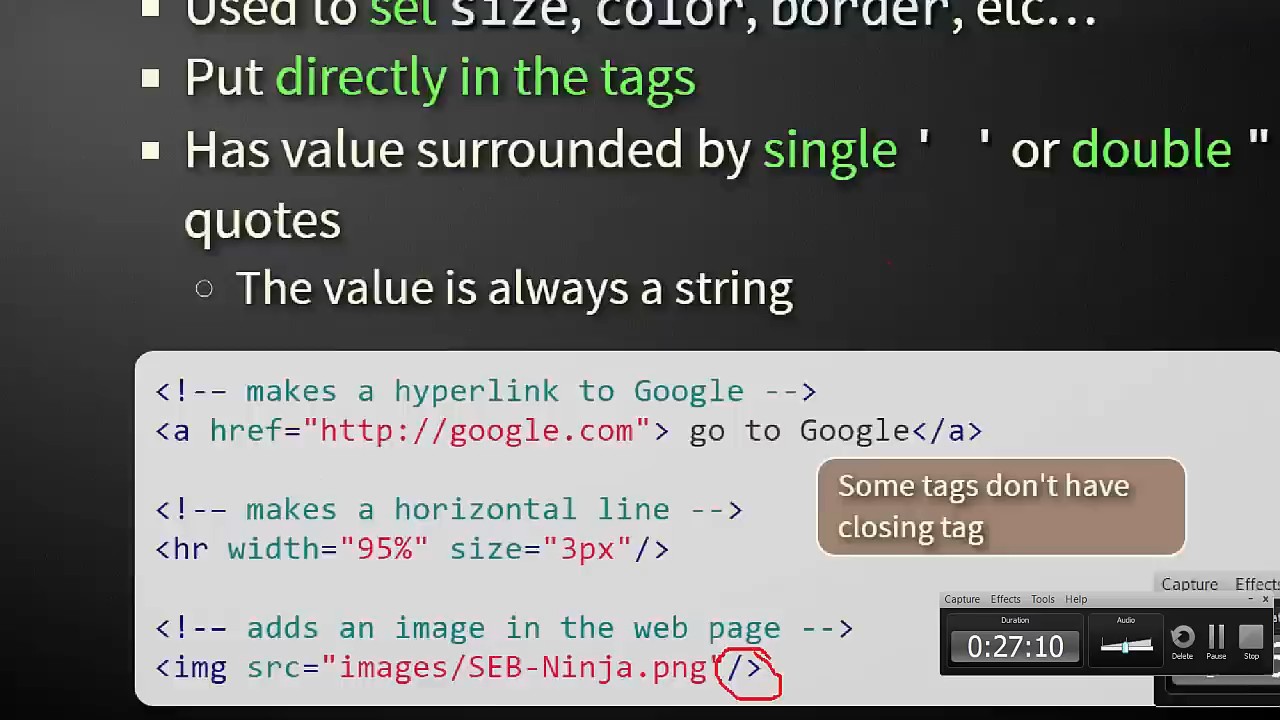 Used to set size, color, border, etc…
Put directly in the tags
Has value surrounded by single ' ' or double "
quotes
The value is always a string
<!-- makes a hyperlink to Google -->
<a href="http://google.com"> go to Google</a>
<!-- makes a horizontal line -->
<hr width="95%" size="3px"/>
Some tags don't have
closing tag
<!-- adds an image in the web page -->
<img src="images/SEB-Ninja.png"/>
Capture Effects
Capture Effects Tools Help
Duration
0:27:10
Audio
Delete Pause Stop